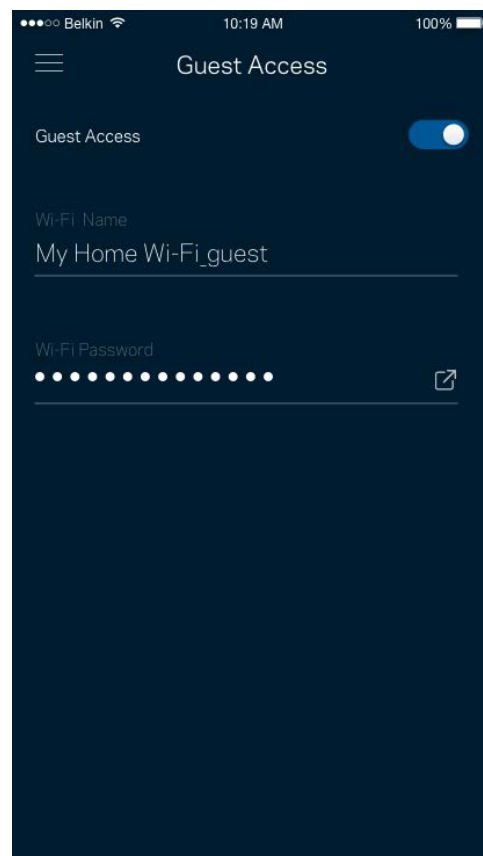 Belkin 10:19 AM 100%
Guest Access
Guest Access
Wi-Fi Name
My Home Wi-Fi_guest
Wi-Fi Password
●●●●●●●●●●●●●●